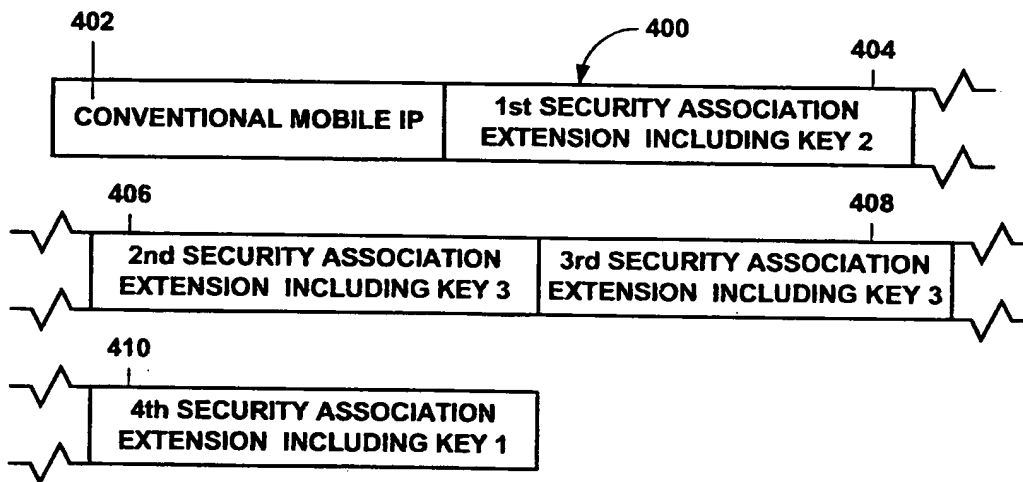 402
400
404
CONVENTIONAL MOBILE IP
1st SECURITY ASSOCIATION
EXTENSION INCLUDING KEY 2
406
408
2nd SECURITY ASSOCIATION
EXTENSION INCLUDING KEY 3
3rd SECURITY ASSOCIATION
EXTENSION INCLUDING KEY 3
410
4th SECURITY ASSOCIATION
EXTENSION INCLUDING KEY 1